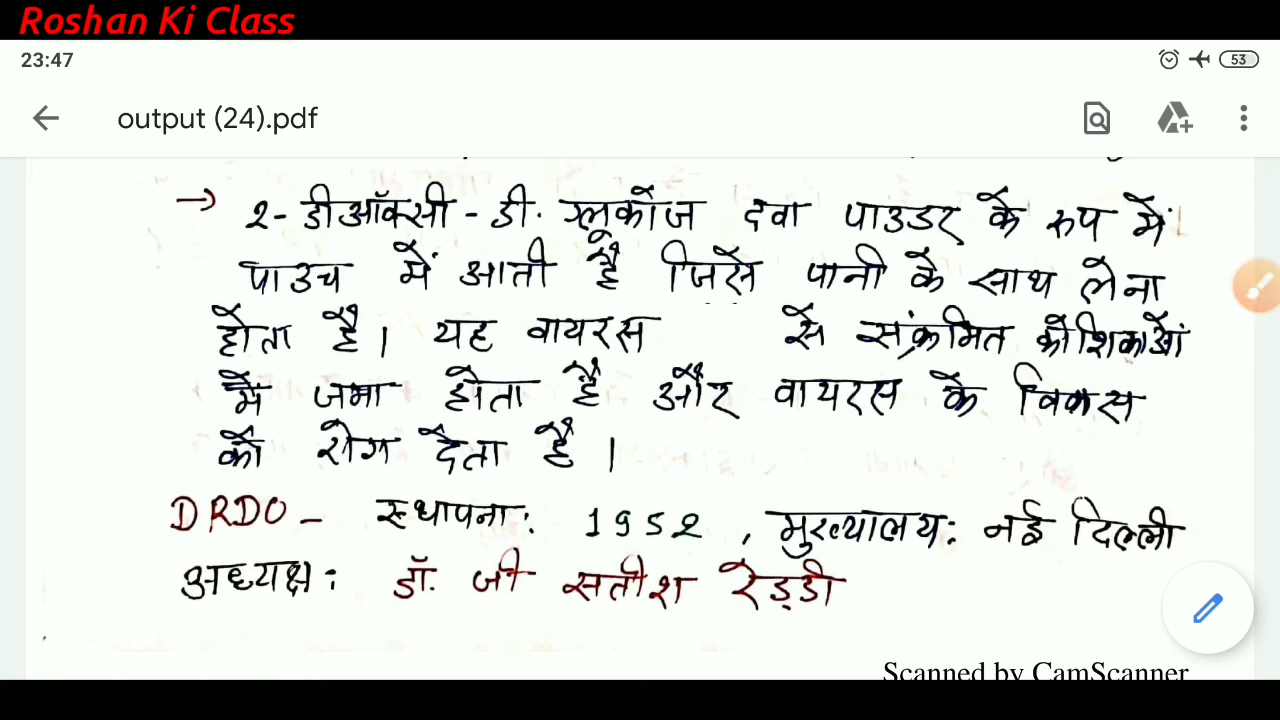 Roshan Ki Class
23:47
53
output (24).pdf
→ 2-डीऑक्सी-डी. ग्लूकोज दवा पाउडर के रूप में
पाउच में आती है जिसे पानी के साथ लेना
होता है। यह वायरस से संक्रमित कोशिकाओं
में जमा होता है और वायरस के विकास
को रोग देता है।
DRDO - स्थापना: 1952, मुख्यालय: नई दिल्ली
अध्यक्ष: डॉ. जी सतीश रेड्डी
Scanned by CamScanner